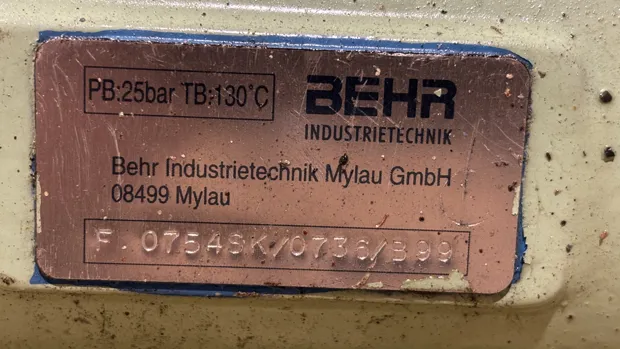 PB:25bar TB:130°C
BEHR
INDUSTRIETECHNIK
Behr Industrietechnik Mylau GmbH
08499 Mylau
F. 0754SK/0736/B99